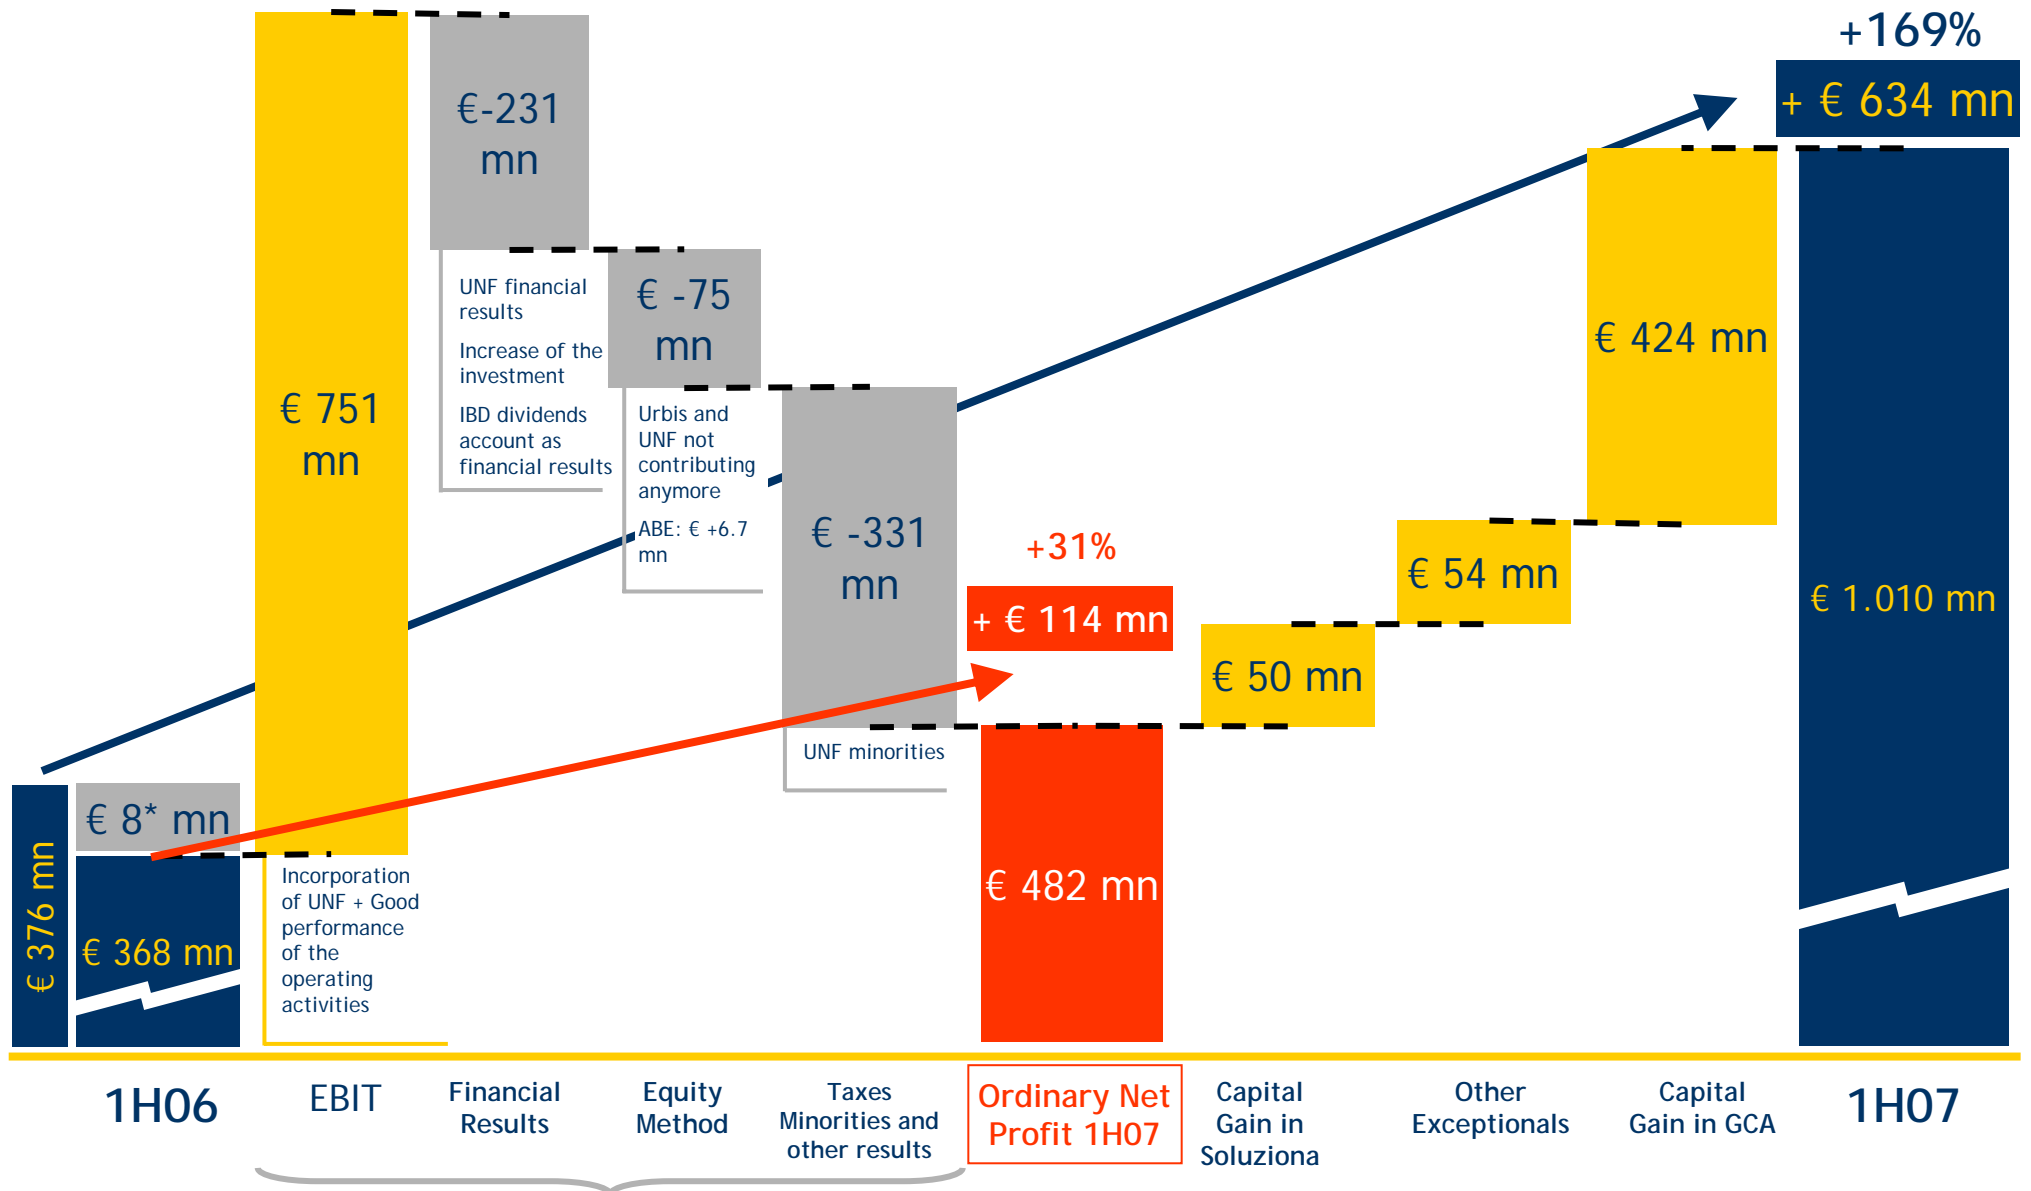 +169%
+ € 634 mn
€-231
mn
UNF financial
results
Increase of the
investment
IBD dividends
account as
financial results
€ -75
mn
Urbis and
UNF not
contributing
anymore
ABE: € +6.7
mn
€ 751
mn
€ -331
mn
UNF minorities
+31%
+ € 114 mn
€ 424 mn
€ 54 mn
€ 50 mn
€ 1.010 mn
€ 8* mn
€ 376 mn
€ 368 mn
Incorporation
of UNF + Good
performance
of the
operating
activities
€ 482 mn
1H06
EBIT
Financial
Results
Equity
Method
Taxes
Minorities and
other results
Ordinary Net
Profit 1H07
Capital
Gain in
Soluziona
Other
Exceptionals
Capital
Gain in GCA
1H07